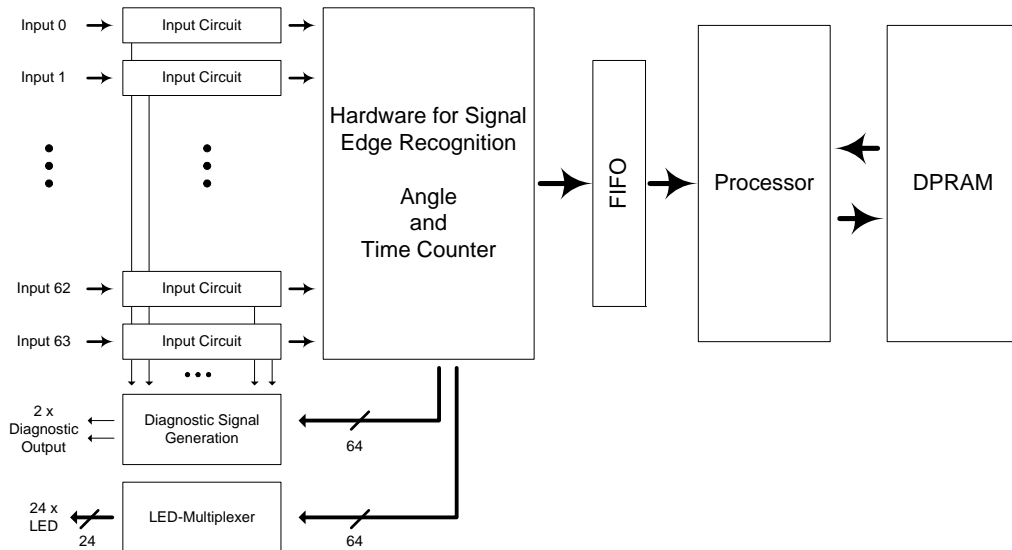 Input 0
Input Circuit
Input 1
Input Circuit
Input 62
Input Circuit
Input 63
Input Circuit
Hardware for Signal
Edge Recognition
Angle
and
Time Counter
FIFO
Processor
DPRAM
2 x
Diagnostic
Output
Diagnostic Signal
Generation
64
24 x
LED
24
LED-Multiplexer
64